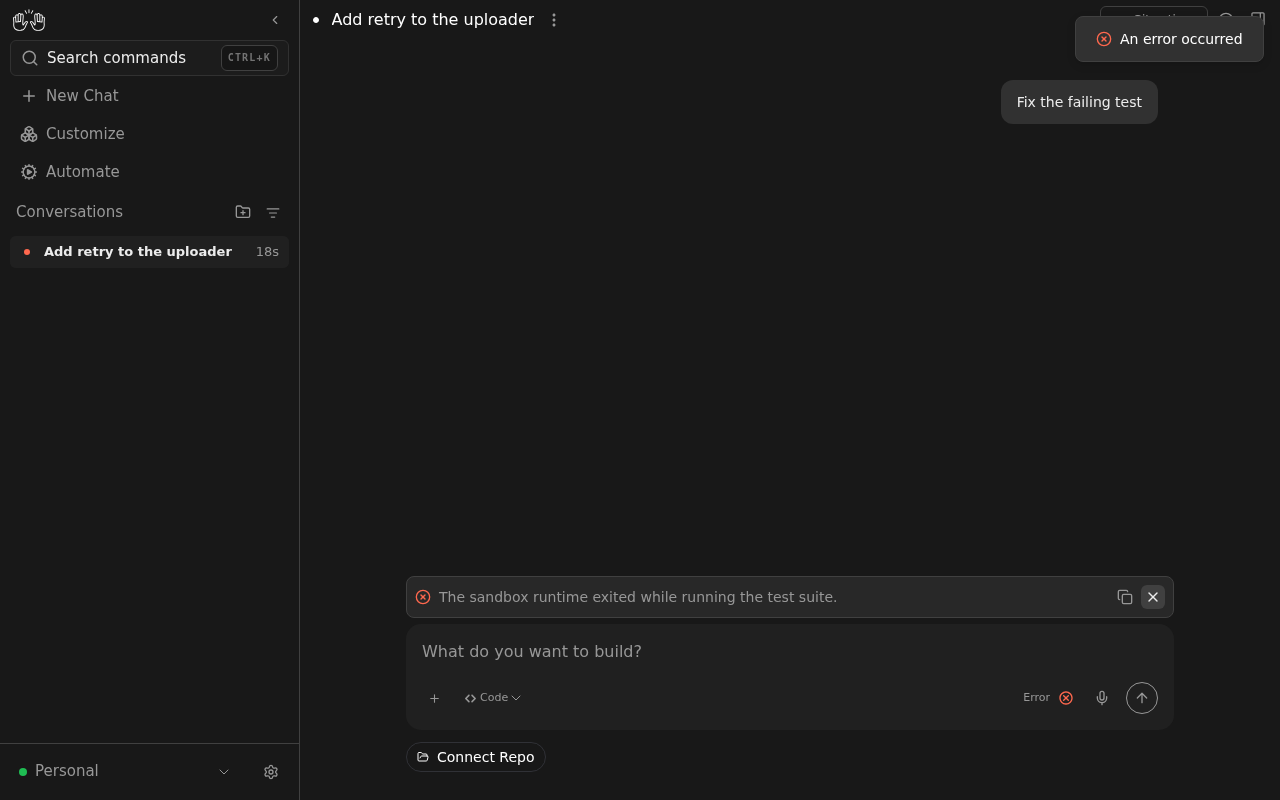 Search commands
CTRL+K
New Chat
Customize
Automate
Conversations
Add retry to the uploader
18s
Personal
Add retry to the uploader
An error occurred
Fix the failing test
The sandbox runtime exited while running the test suite.
What do you want to build?
Code
Error
Connect Repo